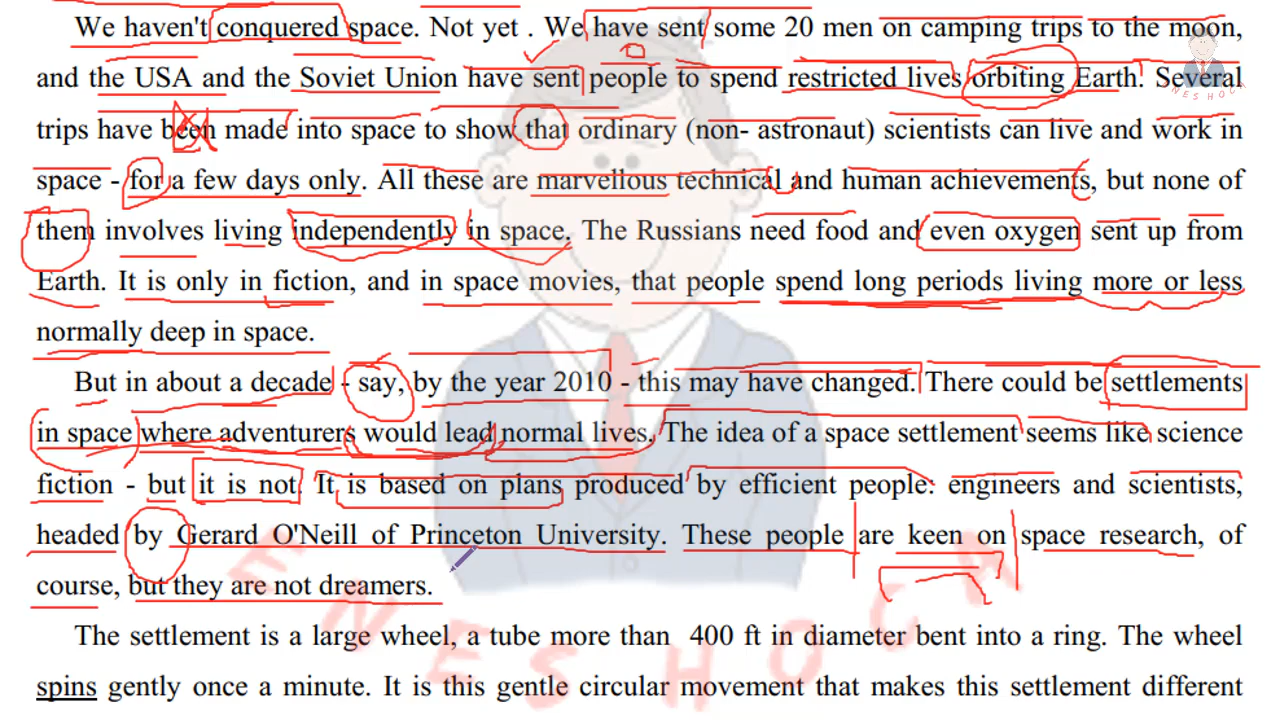 We haven't conquered space. Not yet . We have sent some 20 men on camping trips to the moon,
and the USA and the Soviet Union have sent people to spend restricted lives orbiting Earth. Several
trips have been made into space to show that ordinary (non- astronaut) scientists can live and work in
space - for a few days only. All these are marvellous technical and human achievements, but none of
them involves living independently in space. The Russians need food and even oxygen sent up from
Earth. It is only in fiction, and in space movies, that people spend long periods living more or less
normally deep in space.
But in about a decade - say, by the year 2010 - this may have changed. There could be settlements
in space where adventurers would lead normal lives. The idea of a space settlement seems like science
fiction - but it is not. It is based on plans produced by efficient people: engineers and scientists,
headed by Gerard O'Neill of Princeton University. These people are keen on space research, of
course, but they are not dreamers.
The settlement is a large wheel, a tube more than 400 ft in diameter bent into a ring. The wheel
spins gently once a minute. It is this gentle circular movement that makes this settlement different
ENESHOCA
ENESHOCA